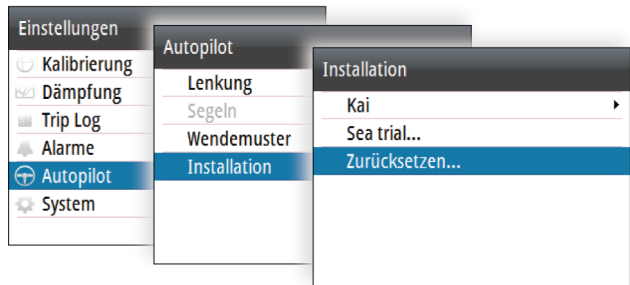 Einstellungen
Kalibrierung
Dämpfung
Trip Log
Alarme
Autopilot
System
Autopilot
Lenkung
Segeln
Wendemuster
Installation
Installation
Kai
Sea trial...
Zurücksetzen...